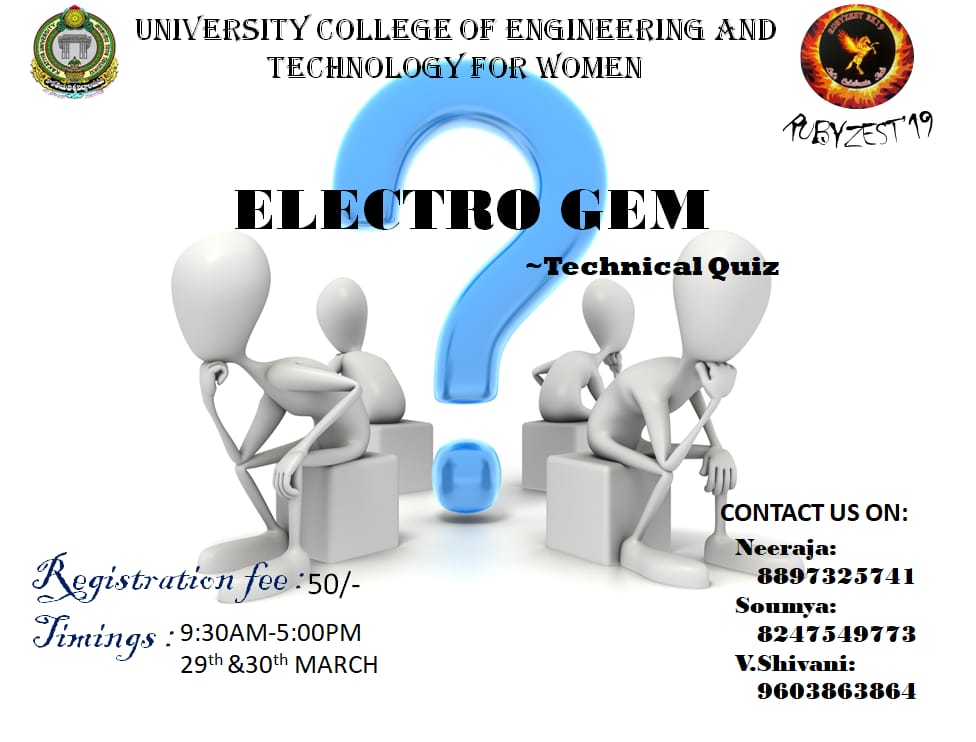 UNIVERSITY COLLEGE OF ENGINEERING AND
TECHNOLOGY FOR WOMEN
RUBYZEST'19
ELECTRO GEM
~Technical Quiz
CONTACT US ON:
Neeraja:
8897325741
Soumya:
8247549773
V.Shivani:
9603863864
Registration fee : 50/-
Timings : 9:30AM-5:00PM
29th &30th MARCH